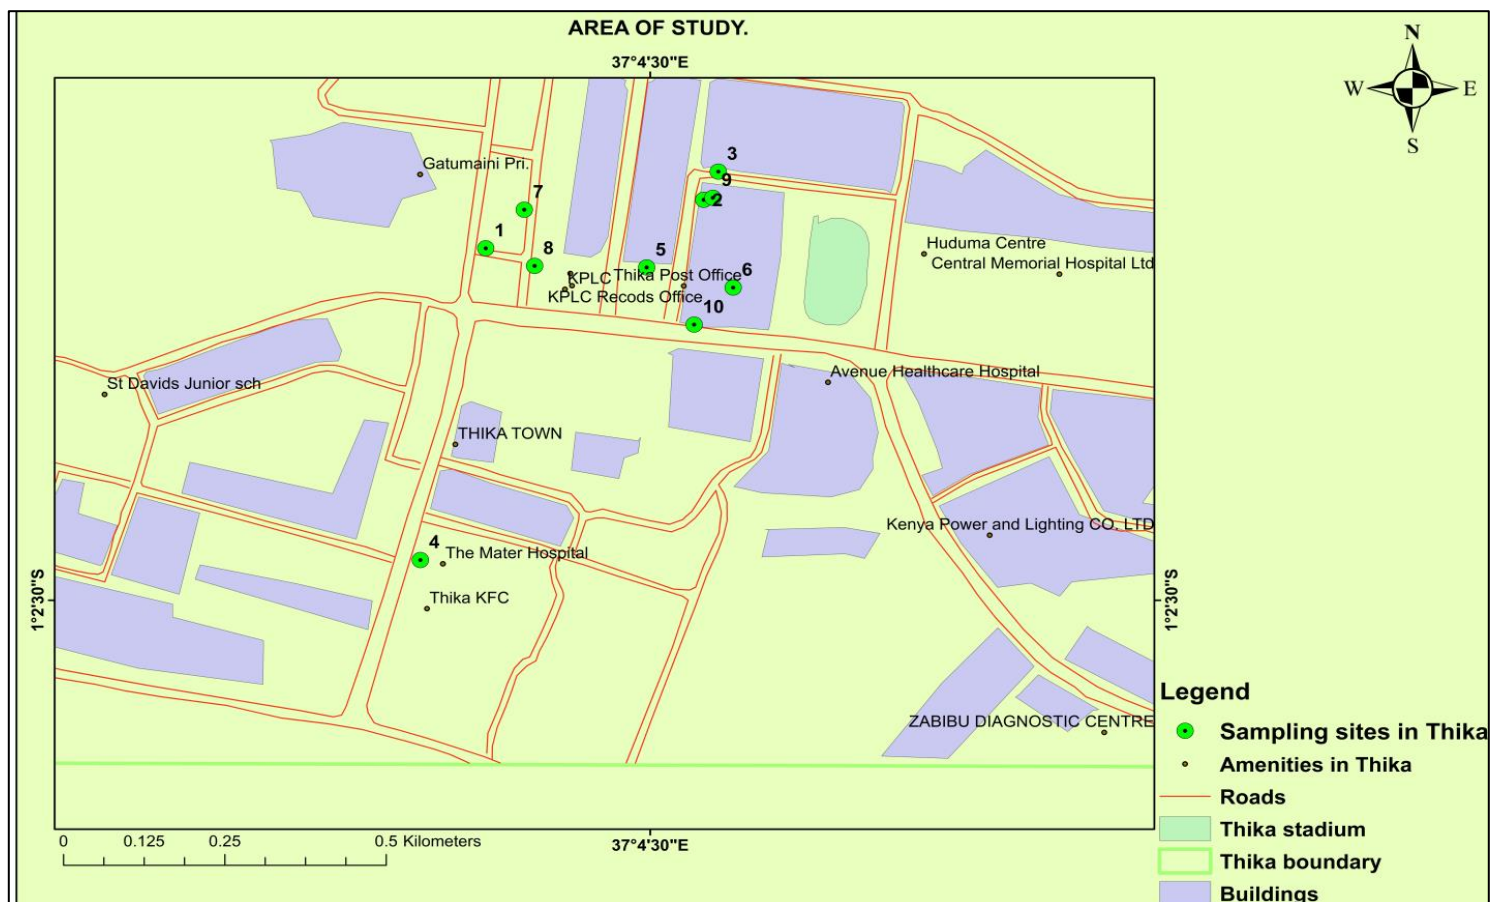 AREA OF STUDY.
37°4'30"E
N
W
E
S
Gatumaini Pri.
3
9
2
7
1
8
5
6
10
Huduma Centre
Central Memorial Hospital Ltd
KPLC
Thika Post Office
KPLC Recods Office
St Davids Junior sch
Avenue Healthcare Hospital
THIKA TOWN
Kenya Power and Lighting CO. LTD
4
The Mater Hospital
Thika KFC
1°2'30"S
1°2'30"S
ZABIBU DIAGNOSTIC CENTRE
0 0.125 0.25 0.5 Kilometers
37°4'30"E
Legend
Sampling sites in Thika
Amenities in Thika
Roads
Thika stadium
Thika boundary
Buildings